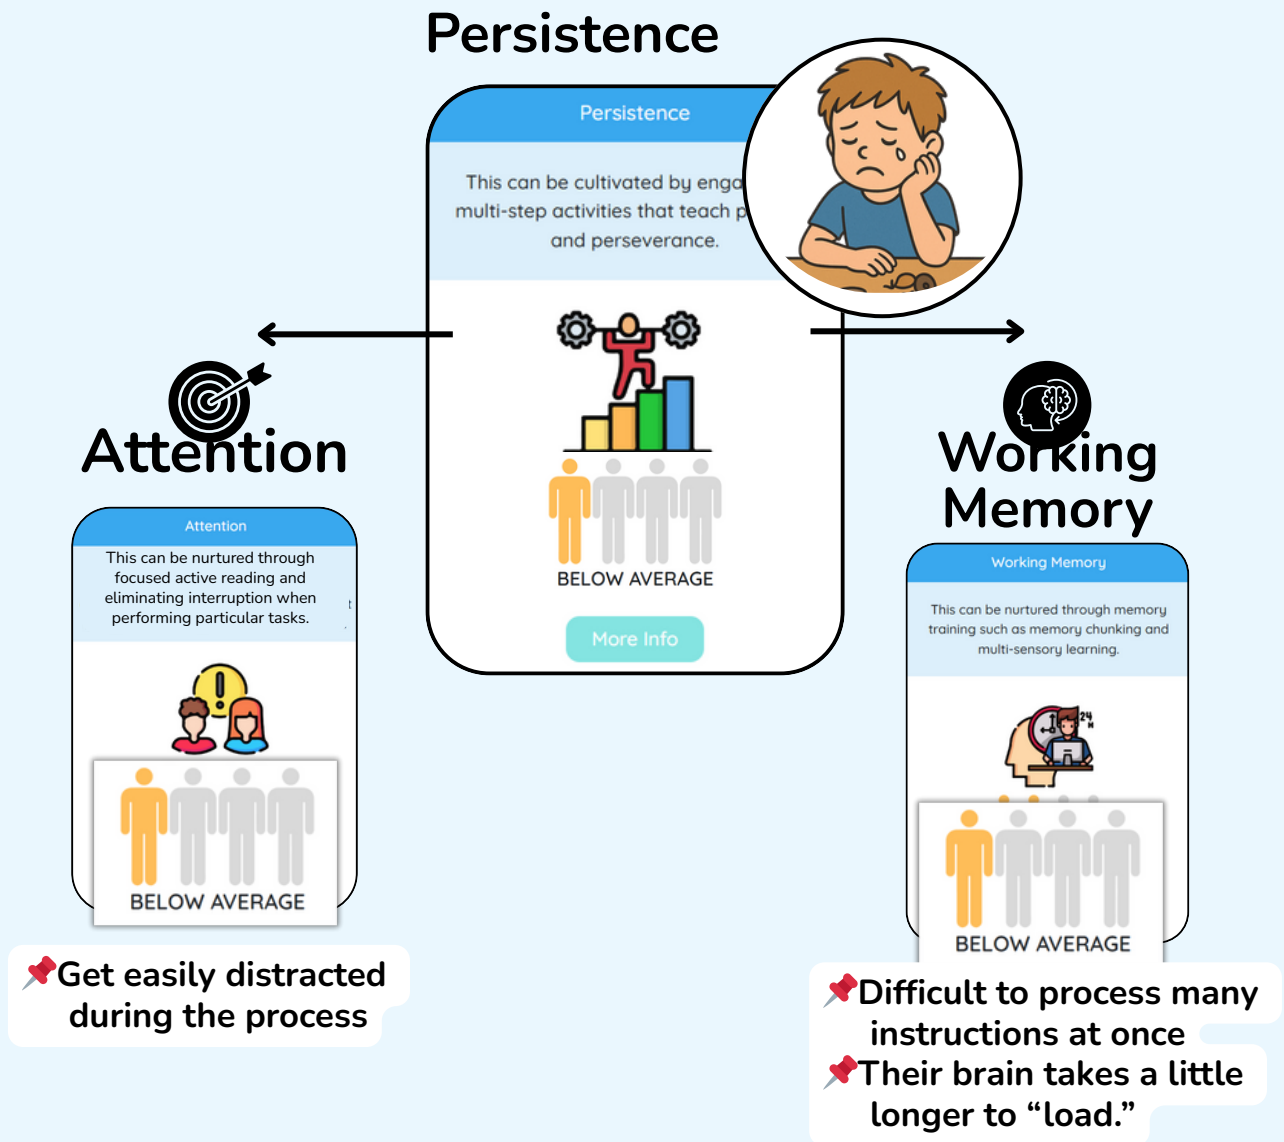 Persistence
Persistence
This can be cultivated by enga
multi-step activities that teach p
and perseverance.
BELOW AVERAGE
More Info
Attention
Attention
This can be nurtured through
focused active reading and
eliminating interruption when
performing particular tasks.
BELOW AVERAGE
📌Get easily distracted
during the process
Working
Memory
Working Memory
This can be nurtured through memory
training such as memory chunking and
multi-sensory learning.
24
H
BELOW AVERAGE
📌Difficult to process many
instructions at once
📌Their brain takes a little
longer to “load.”